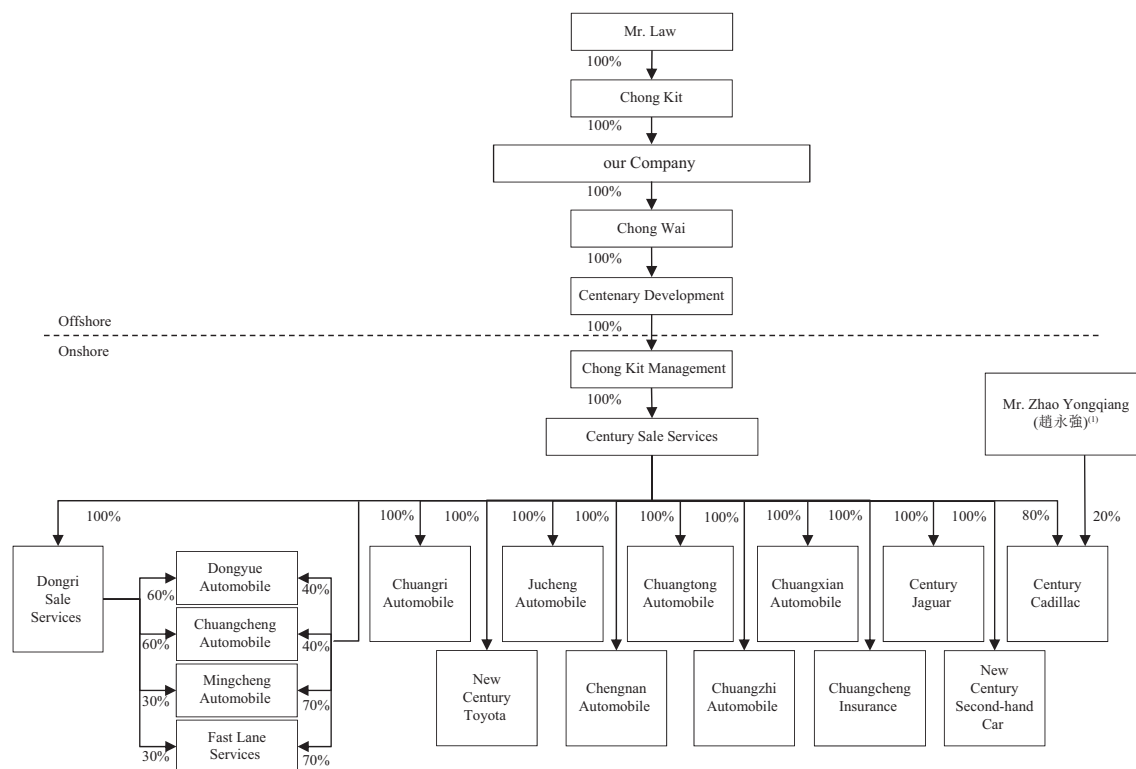 Mr. Law
100%
Chong Kit
100%
our Company
100%
Chong Wai
100%
Centenary Development
Offshore
100%
Onshore
Chong Kit Management
100%
Mr. Zhao Yongqiang
(趙永強)(1)
Century Sale Services
100%
100%
100%
100%
100%
100%
100%
100%
100%
100%
100%
80%
20%
Dongri
Sale
Services
Dongyue
Automobile
60%
40%
Chuangcheng
Automobile
60%
40%
Mingcheng
Automobile
30%
70%
Fast Lane
Services
30%
70%
Chuangri
Automobile
Jucheng
Automobile
Chuangtong
Automobile
Chuangxian
Automobile
Century
Jaguar
Century
Cadillac
New
Century
Toyota
Chengnan
Automobile
Chuangzhi
Automobile
Chuangcheng
Insurance
New
Century
Second-hand
Car